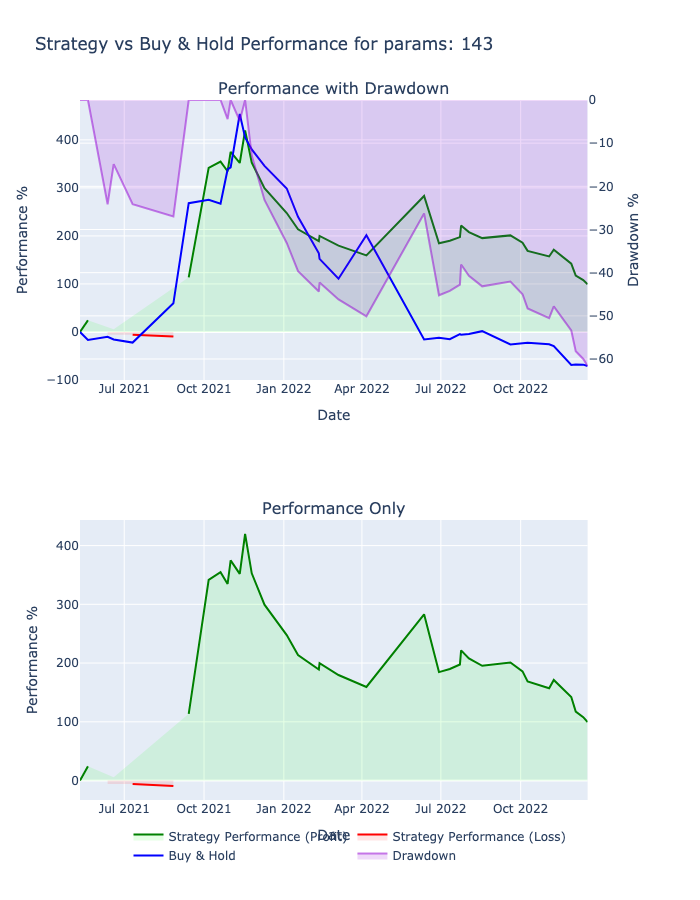 Strategy vs Buy & Hold Performance for params: 143
Performance with Drawdown
400
300
200
100
0
−100
Performance %
0
−10
−20
−30
−40
−50
−60
Drawdown %
Jul 2021
Oct 2021
Jan 2022
Apr 2022
Jul 2022
Oct 2022
Date
Performance Only
400
300
200
100
0
Performance %
Jul 2021
Oct 2021
Jan 2022
Apr 2022
Jul 2022
Oct 2022
Date
Strategy Performance (Profit)
Strategy Performance (Loss)
Buy & Hold
Drawdown